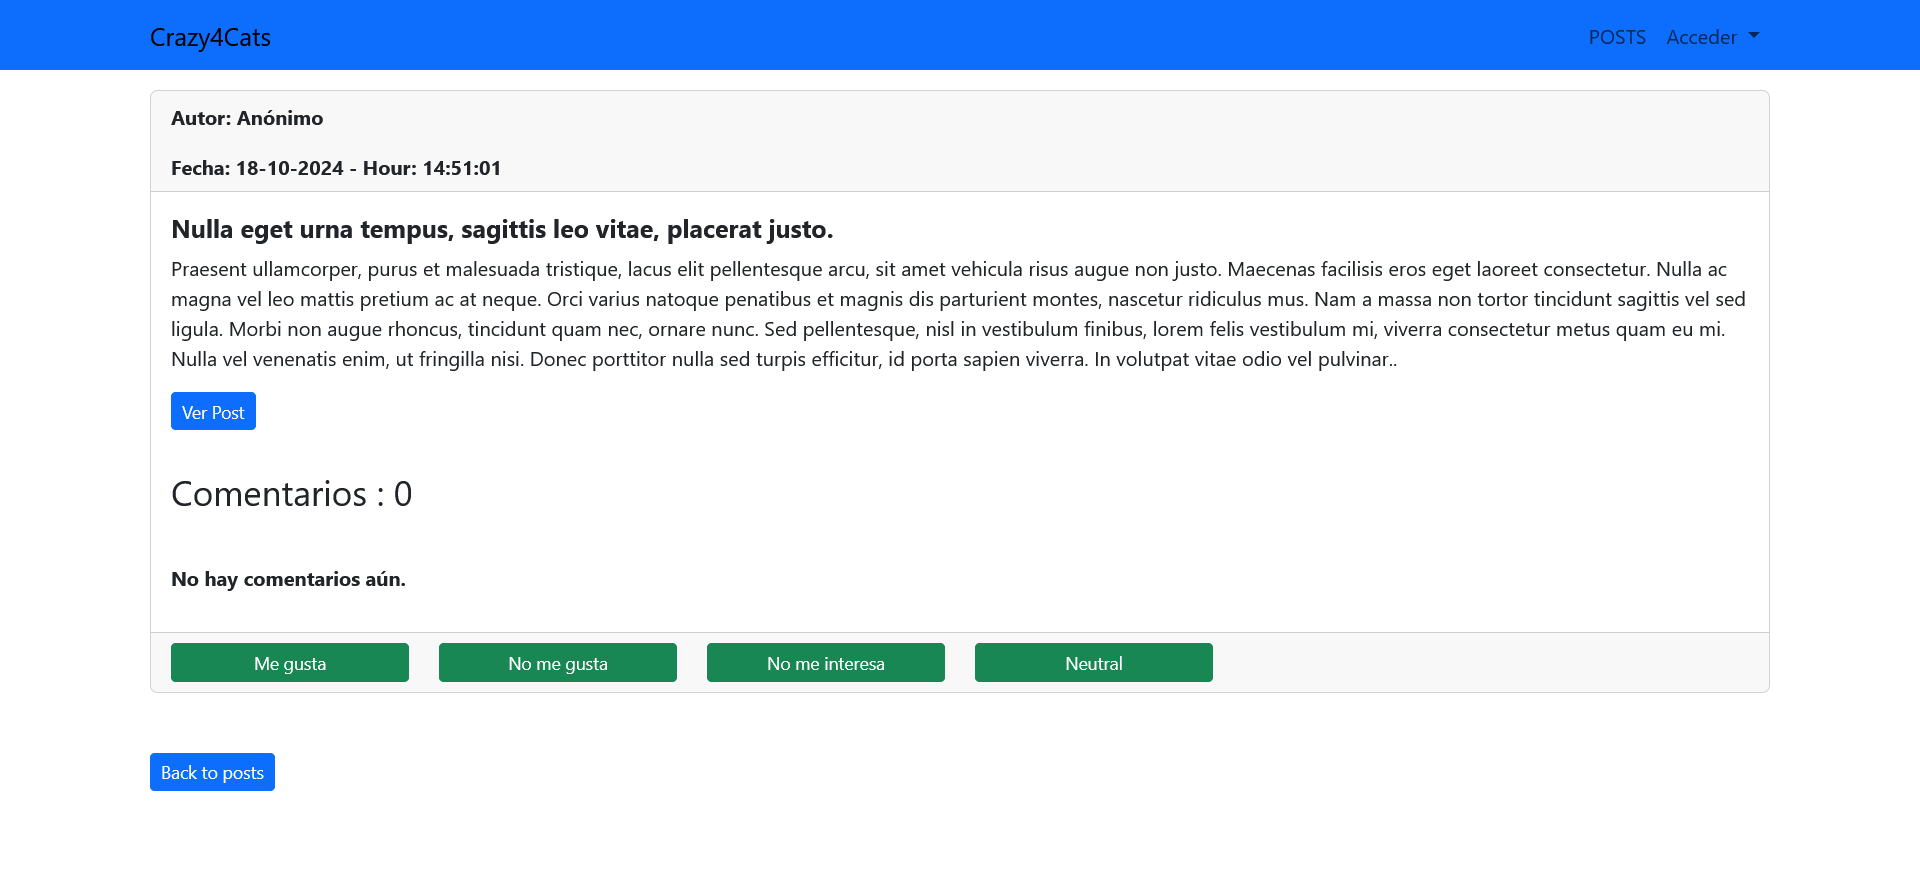 Crazy4Cats
POSTS Acceder
Autor: Anónimo
Fecha: 18-10-2024 - Hour: 14:51:01
Nulla eget urna tempus, sagittis leo vitae, placerat justo.
Praesent ullamcorper, purus et malesuada tristique, lacus elit pellentesque arcu, sit amet vehicula risus augue non justo. Maecenas facilisis eros eget laoreet consectetur. Nulla ac
magna vel leo mattis pretium ac at neque. Orci varius natoque penatibus et magnis dis parturient montes, nascetur ridiculus mus. Nam a massa non tortor tincidunt sagittis vel sed
ligula. Morbi non augue rhoncus, tincidunt quam nec, ornare nunc. Sed pellentesque, nisl in vestibulum finibus, lorem felis vestibulum mi, viverra consectetur metus quam eu mi.
Nulla vel venenatis enim, ut fringilla nisi. Donec porttitor nulla sed turpis efficitur, id porta sapien viverra. In volutpat vitae odio vel pulvinar..
Ver Post
Comentarios : 0
No hay comentarios aún.
Me gusta No me gusta No me interesa Neutral
Back to posts